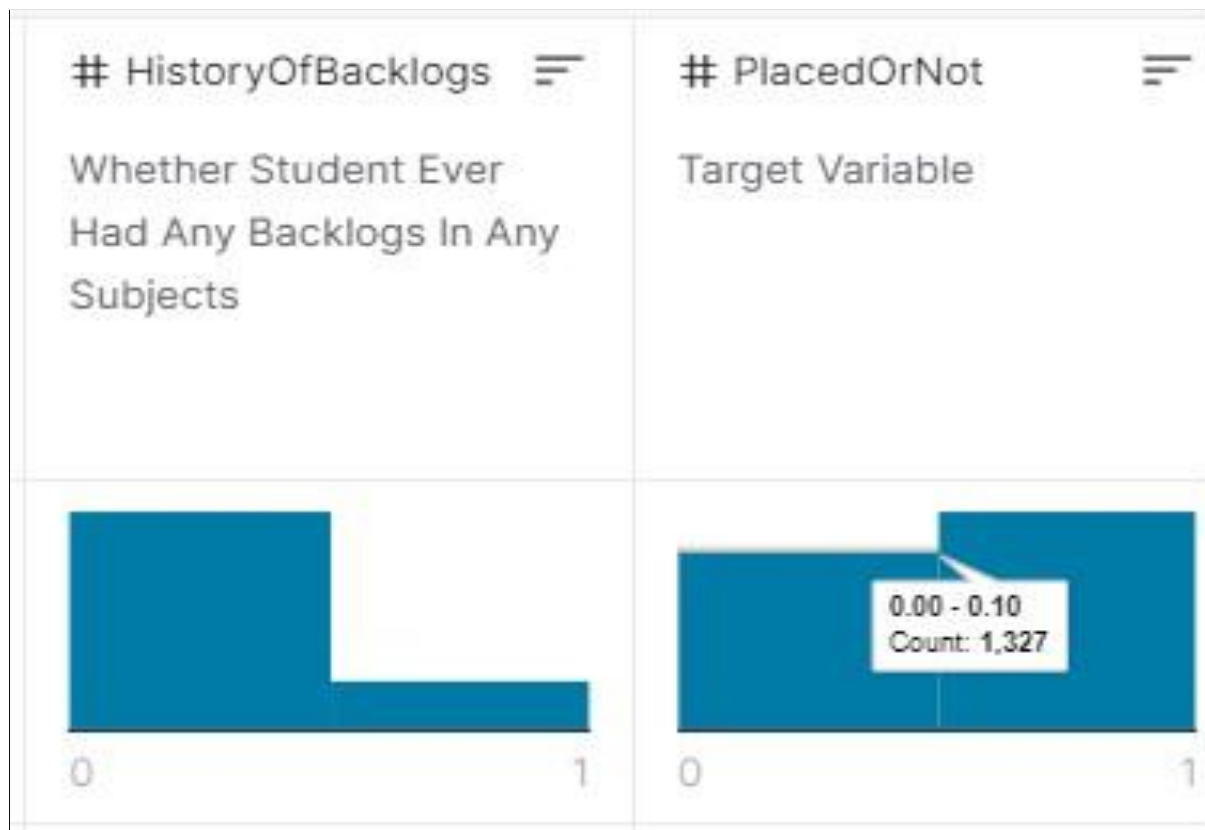 # HistoryOfBacklogs
Whether Student Ever
Had Any Backlogs In Any
Subjects
0 1
# PlacedOrNot
Target Variable
0.00 - 0.10
Count: 1,327
0 1